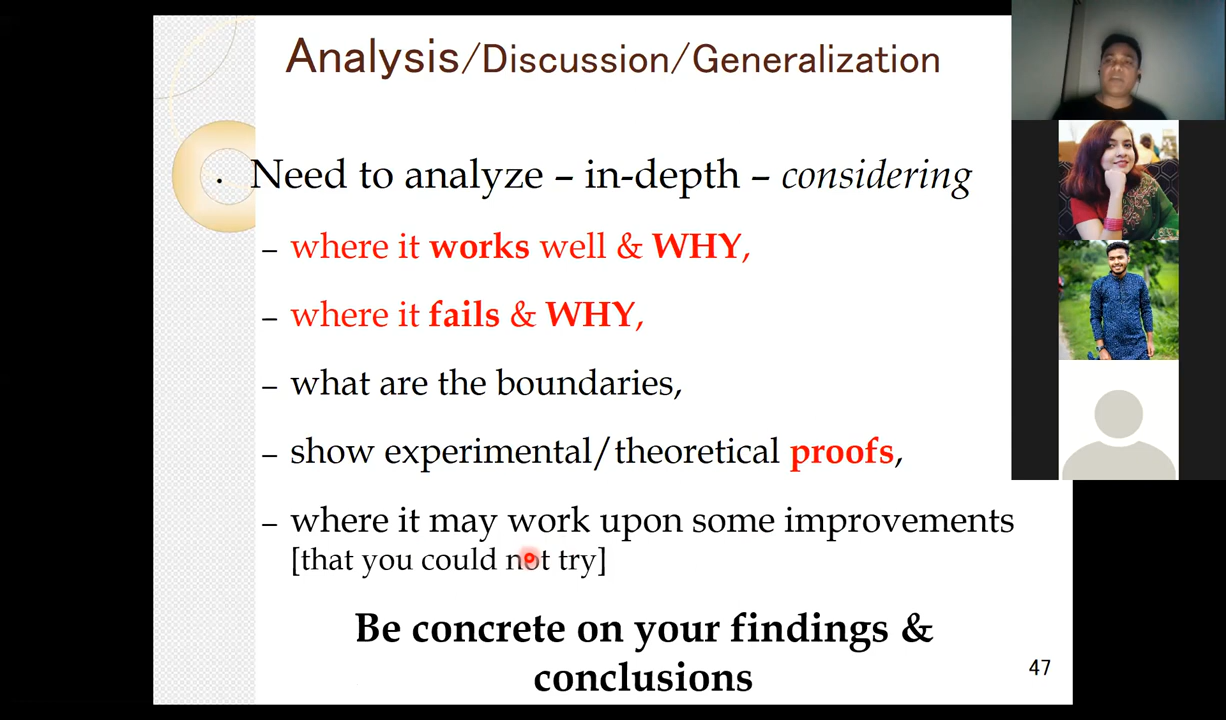 Analysis/Discussion/Generalization
• Need to analyze – in-depth – considering
– where it works well & WHY,
– where it fails & WHY,
– what are the boundaries,
– show experimental/theoretical proofs,
– where it may work upon some improvements
[that you could not try]
Be concrete on your findings &
conclusions
47